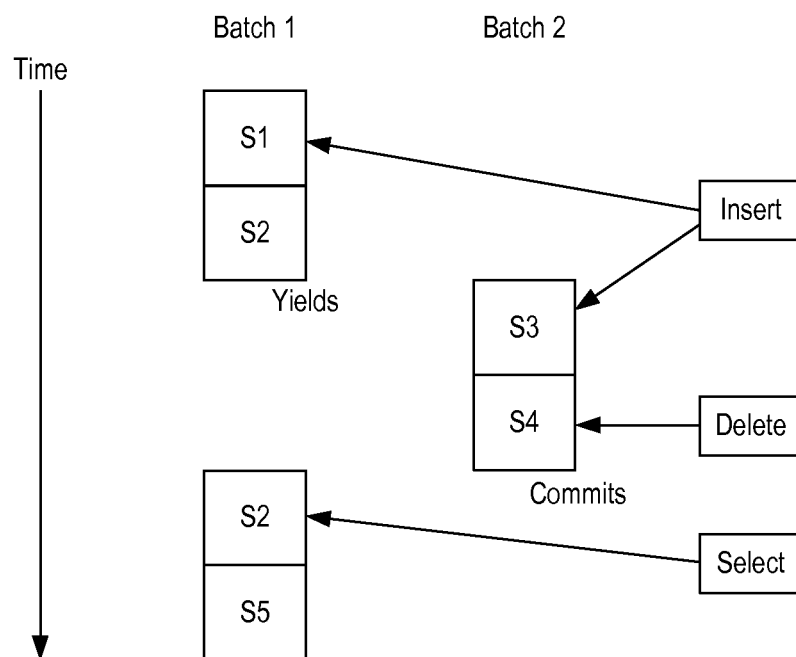 Batch 1
Batch 2
Time
S1
Insert
S2
Yields
S3
S4
Delete
Commits
S2
Select
S5